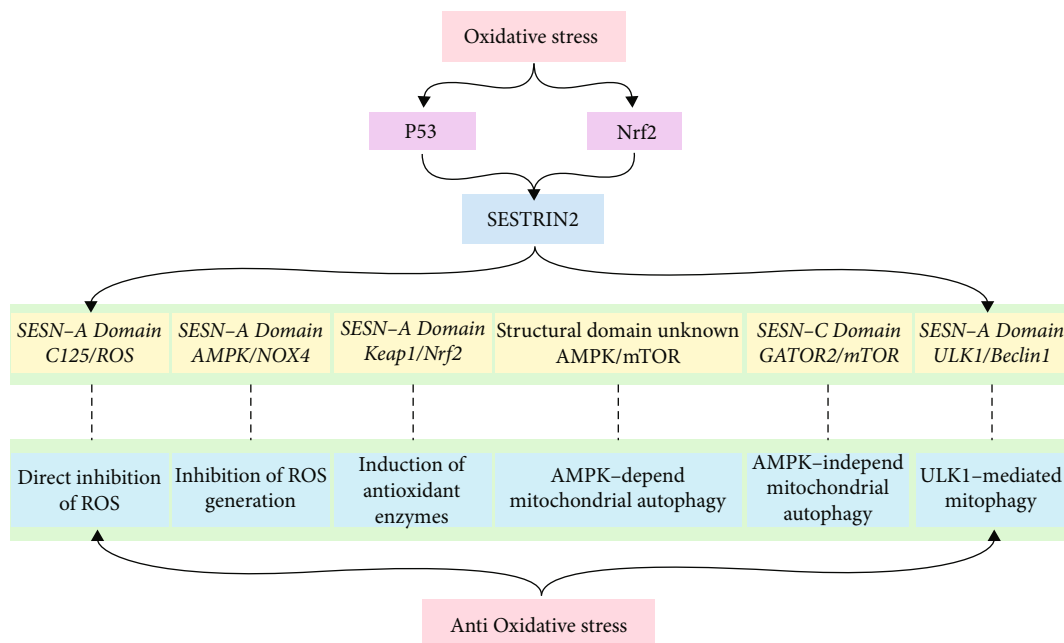 Oxidative stress
P53
Nrf2
SESTRIN2
SESN–A Domain
C125/ROS
SESN–A Domain
AMPK/NOX4
SESN–A Domain
Keap1/Nrf2
Structural domain unknown
AMPK/mTOR
SESN–C Domain
GATOR2/mTOR
SESN–A Domain
ULK1/Beclin1
Direct inhibition
of ROS
Inhibition of ROS
generation
Induction of
antioxidant
enzymes
AMPK–depend
mitochondrial autophagy
AMPK–independ
mitochondrial
autophagy
ULK1–mediated
mitophagy
Anti Oxidative stress